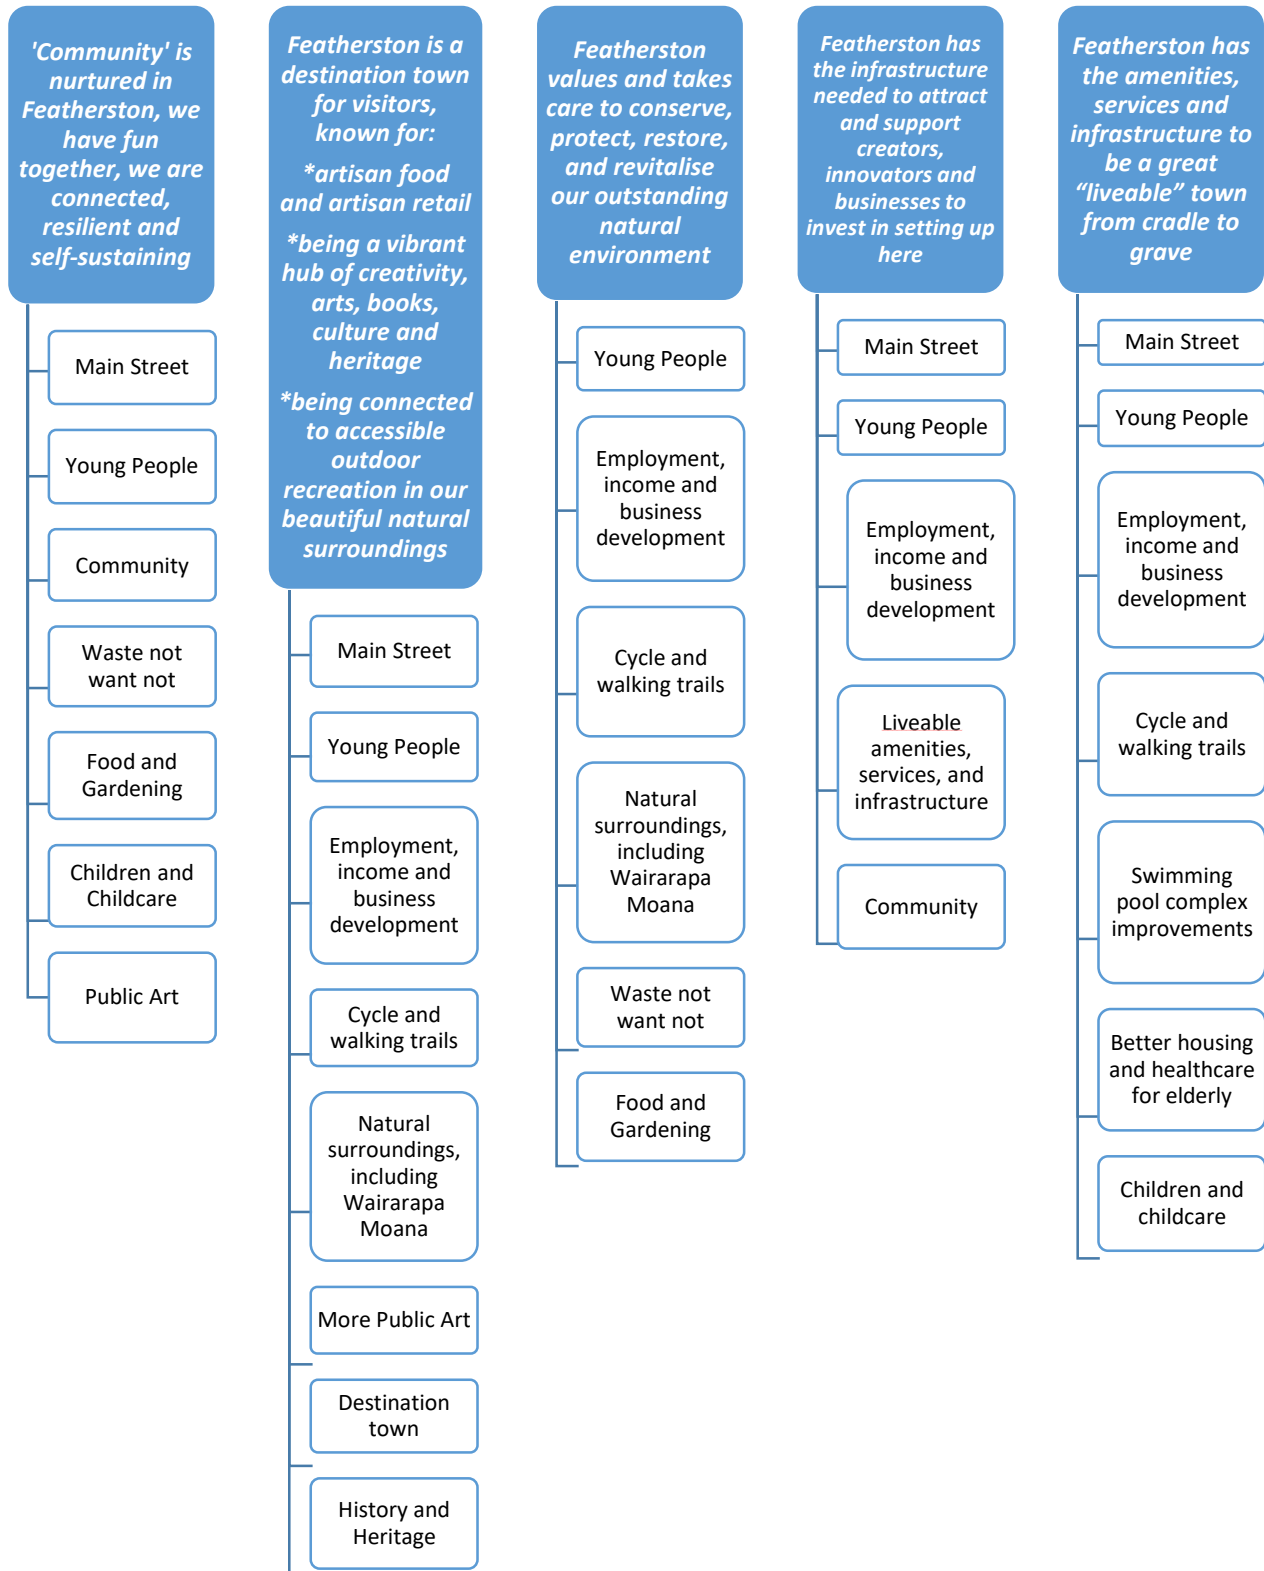 'Community' is
nurtured in
Featherston, we
have fun
together, we are
connected,
resilient and
self-sustaining
Main Street
Young People
Community
Waste not
want not
Food and
Gardening
Children and
Childcare
Public Art
Featherston is a
destination town
for visitors,
known for:
*artisan food
and artisan retail
*being a vibrant
hub of creativity,
arts, books,
culture and
heritage
*being connected
to accessible
outdoor
recreation in our
beautiful natural
surroundings
Main Street
Young People
Employment,
income and
business
development
Cycle and
walking trails
Natural
surroundings,
including
Wairarapa
Moana
More Public Art
Destination
town
History and
Heritage
Featherston
values and takes
care to conserve,
protect, restore,
and revitalise
our outstanding
natural
environment
Young People
Employment,
income and
business
development
Cycle and
walking trails
Natural
surroundings,
including
Wairarapa
Moana
Waste not
want not
Food and
Gardening
Featherston has
the infrastructure
needed to attract
and support
creators,
innovators and
businesses to
invest in setting up
here
Main Street
Young People
Employment,
income and
business
development
Liveable
amenities,
services, and
infrastructure
Community
Featherston has
the amenities,
services and
infrastructure to
be a great
“liveable” town
from cradle to
grave
Main Street
Young People
Employment,
income and
business
development
Cycle and
walking trails
Swimming
pool complex
improvements
Better housing
and healthcare
for elderly
Children and
childcare